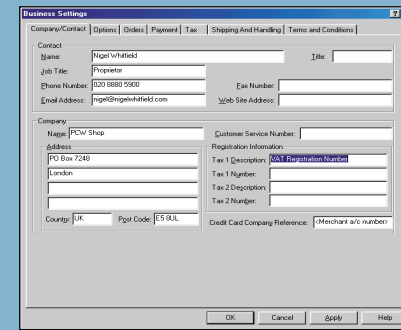 Business Settings ?
Company/Contact Options Orders Payment Tax Shipping And Handling Terms and Conditions
Contact
Name: Nigel Whitfield Title:
Job Title: Proprietor
Phone Number: 020 8880 5900 Fax Number:
Email Address: nigel@nigelwhitfield.com Web Site Address:
Company
Name: PCW Shop Customer Service Number:
Address Registration Information
PO Box 7248 Tax 1 Description: VAT Registration Number
London Tax 1 Number:
Tax 2 Description:
Tax 2 Number:
Country: UK Post Code: E5 8UL Credit Card Company Reference: <Merchant a/c number>
OK Cancel Apply Help